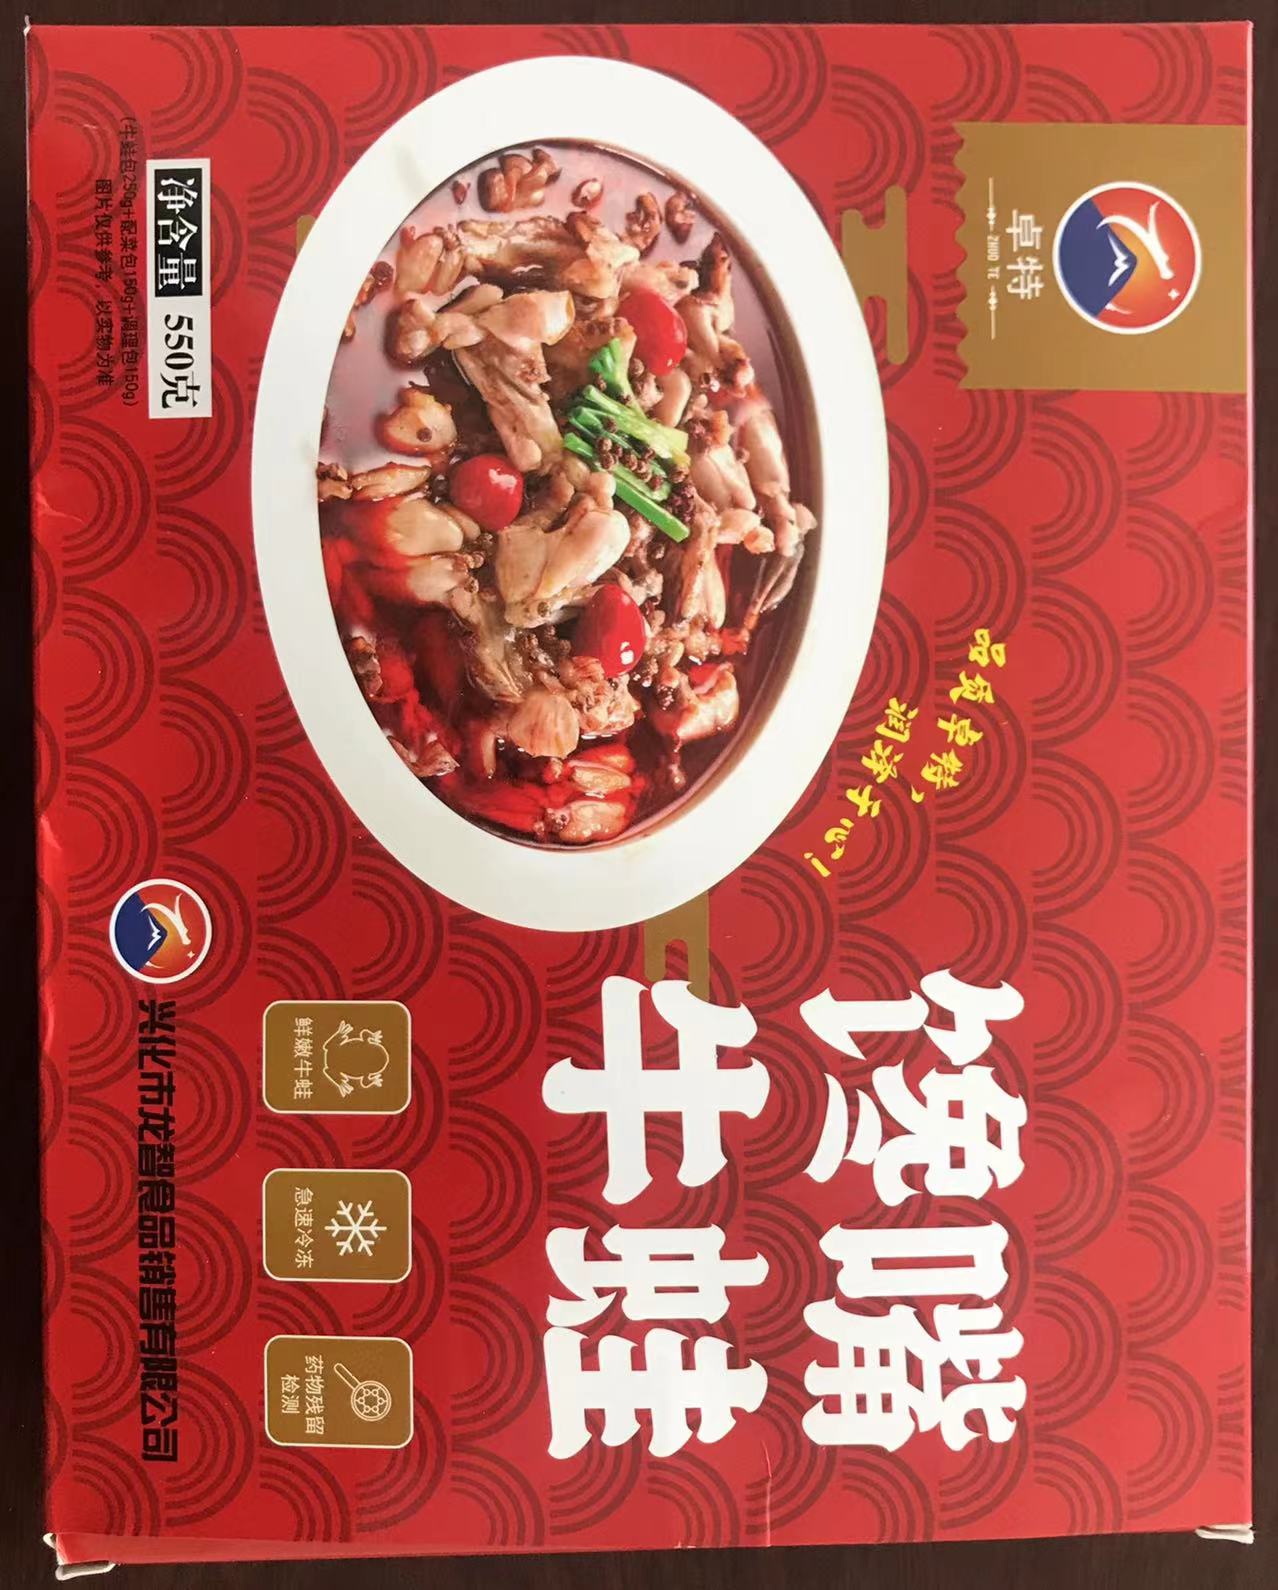 卓特
ZHUO TE
品质卓特，
润泽于心！
馋嘴
牛蛙
鲜嫩牛蛙
急速冷冻
药物残留
检测
净含量 550克
(牛蛙包250g+配菜包150g+调理包150g)
图片仅供参考，以实物为准
兴化市龙智食品销售有限公司